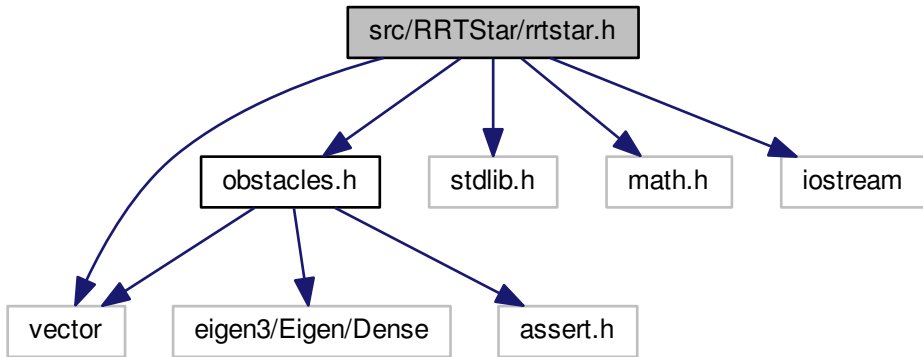 src/RRTStar/rrtstar.h
obstacles.h
stdlib.h
math.h
iostream
vector
eigen3/Eigen/Dense
assert.h